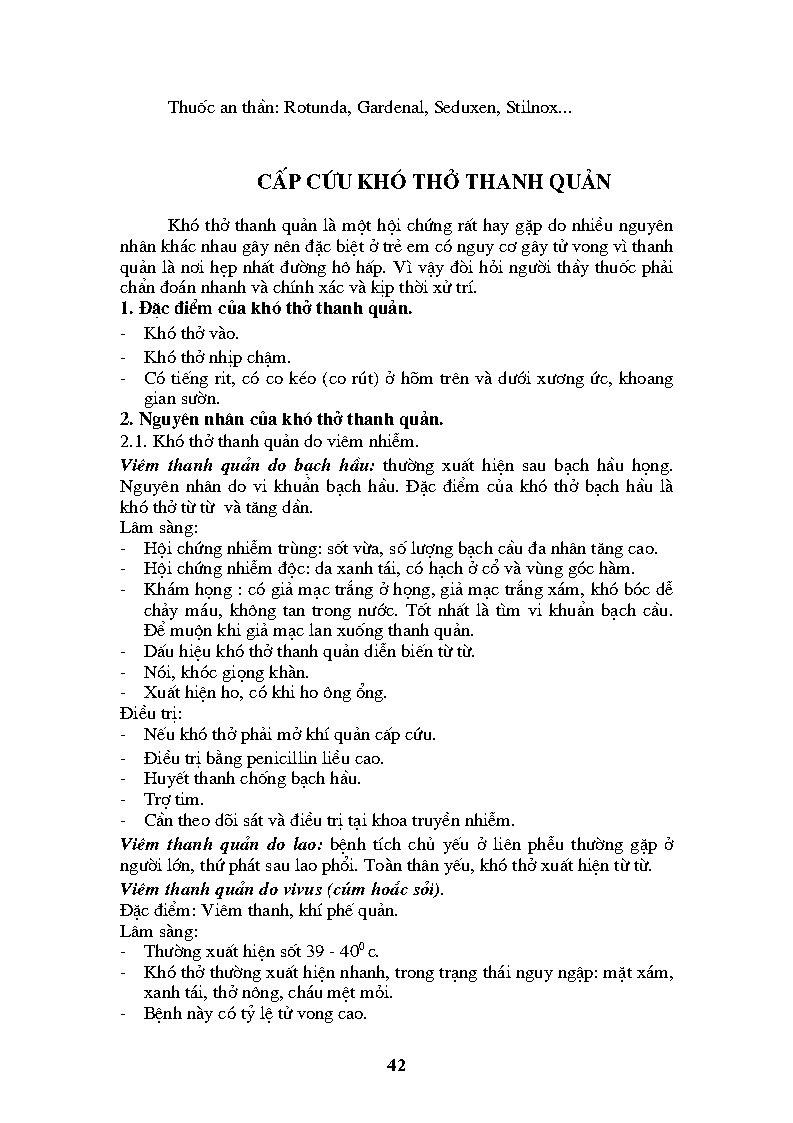 Thuốc an thần: Rotunda, Gardenal, Seduxen, Stilnox...
CẤP CỨU KHÓ THỞ THANH QUẢN
Khó thở thanh quản là một hội chứng rất hay gặp do nhiều nguyên
nhân khác nhau gây nên đặc biệt ở trẻ em có nguy cơ gây tử vong vì thanh
quản là nơi hẹp nhất đường hô hấp. Vì vậy đòi hỏi người thầy thuốc phải
chẩn đoán nhanh và chính xác và kịp thời xử trí.
1. Đặc điểm của khó thở thanh quản.
- Khó thở vào.
- Khó thở nhịp chậm.
- Có tiếng rit, có co kéo (co rút) ở hõm trên và dưới xương ức, khoang
gian sườn.
2. Nguyên nhân của khó thở thanh quản.
2.1. Khó thở thanh quản do viêm nhiễm.
Viêm thanh quản do bạch hầu: thường xuất hiện sau bạch hầu họng.
Nguyên nhân do vi khuẩn bạch hầu. Đặc điểm của khó thở bạch hầu là
khó thở từ từ và tăng dần.
Lâm sàng:
- Hội chứng nhiễm trùng: sốt vừa, số lượng bạch cầu đa nhân tăng cao.
- Hội chứng nhiễm độc: da xanh tái, có hạch ở cổ và vùng góc hàm.
- Khám họng : có giả mạc trắng ở họng, giả mạc trắng xám, khó bóc dễ
chảy máu, không tan trong nước. Tốt nhất là tìm vi khuẩn bạch cầu.
Để muộn khi giả mạc lan xuống thanh quản.
- Dấu hiệu khó thở thanh quản diễn biến từ từ.
- Nói, khóc giọng khàn.
- Xuất hiện ho, có khi ho ông ổng.
Điều trị:
- Nếu khó thở phải mở khí quản cấp cứu.
- Điều trị bằng penicillin liều cao.
- Huyết thanh chống bạch hầu.
- Trợ tim.
- Cần theo dõi sát và điều trị tại khoa truyền nhiễm.
Viêm thanh quản do lao: bệnh tích chủ yếu ở liên phễu thường gặp ở
người lớn, thứ phát sau lao phổi. Toàn thân yếu, khó thở xuất hiện từ từ.
Viêm thanh quản do vivus (cúm hoắc sởi).
Đặc điểm: Viêm thanh, khí phế quản.
Lâm sàng:
- Thường xuất hiện sốt 39 - 40⁰ c.
- Khó thở thường xuất hiện nhanh, trong trạng thái nguy ngập: mặt xám,
xanh tái, thở nông, cháu mệt mỏi.
- Bệnh này có tỷ lệ tử vong cao.
42